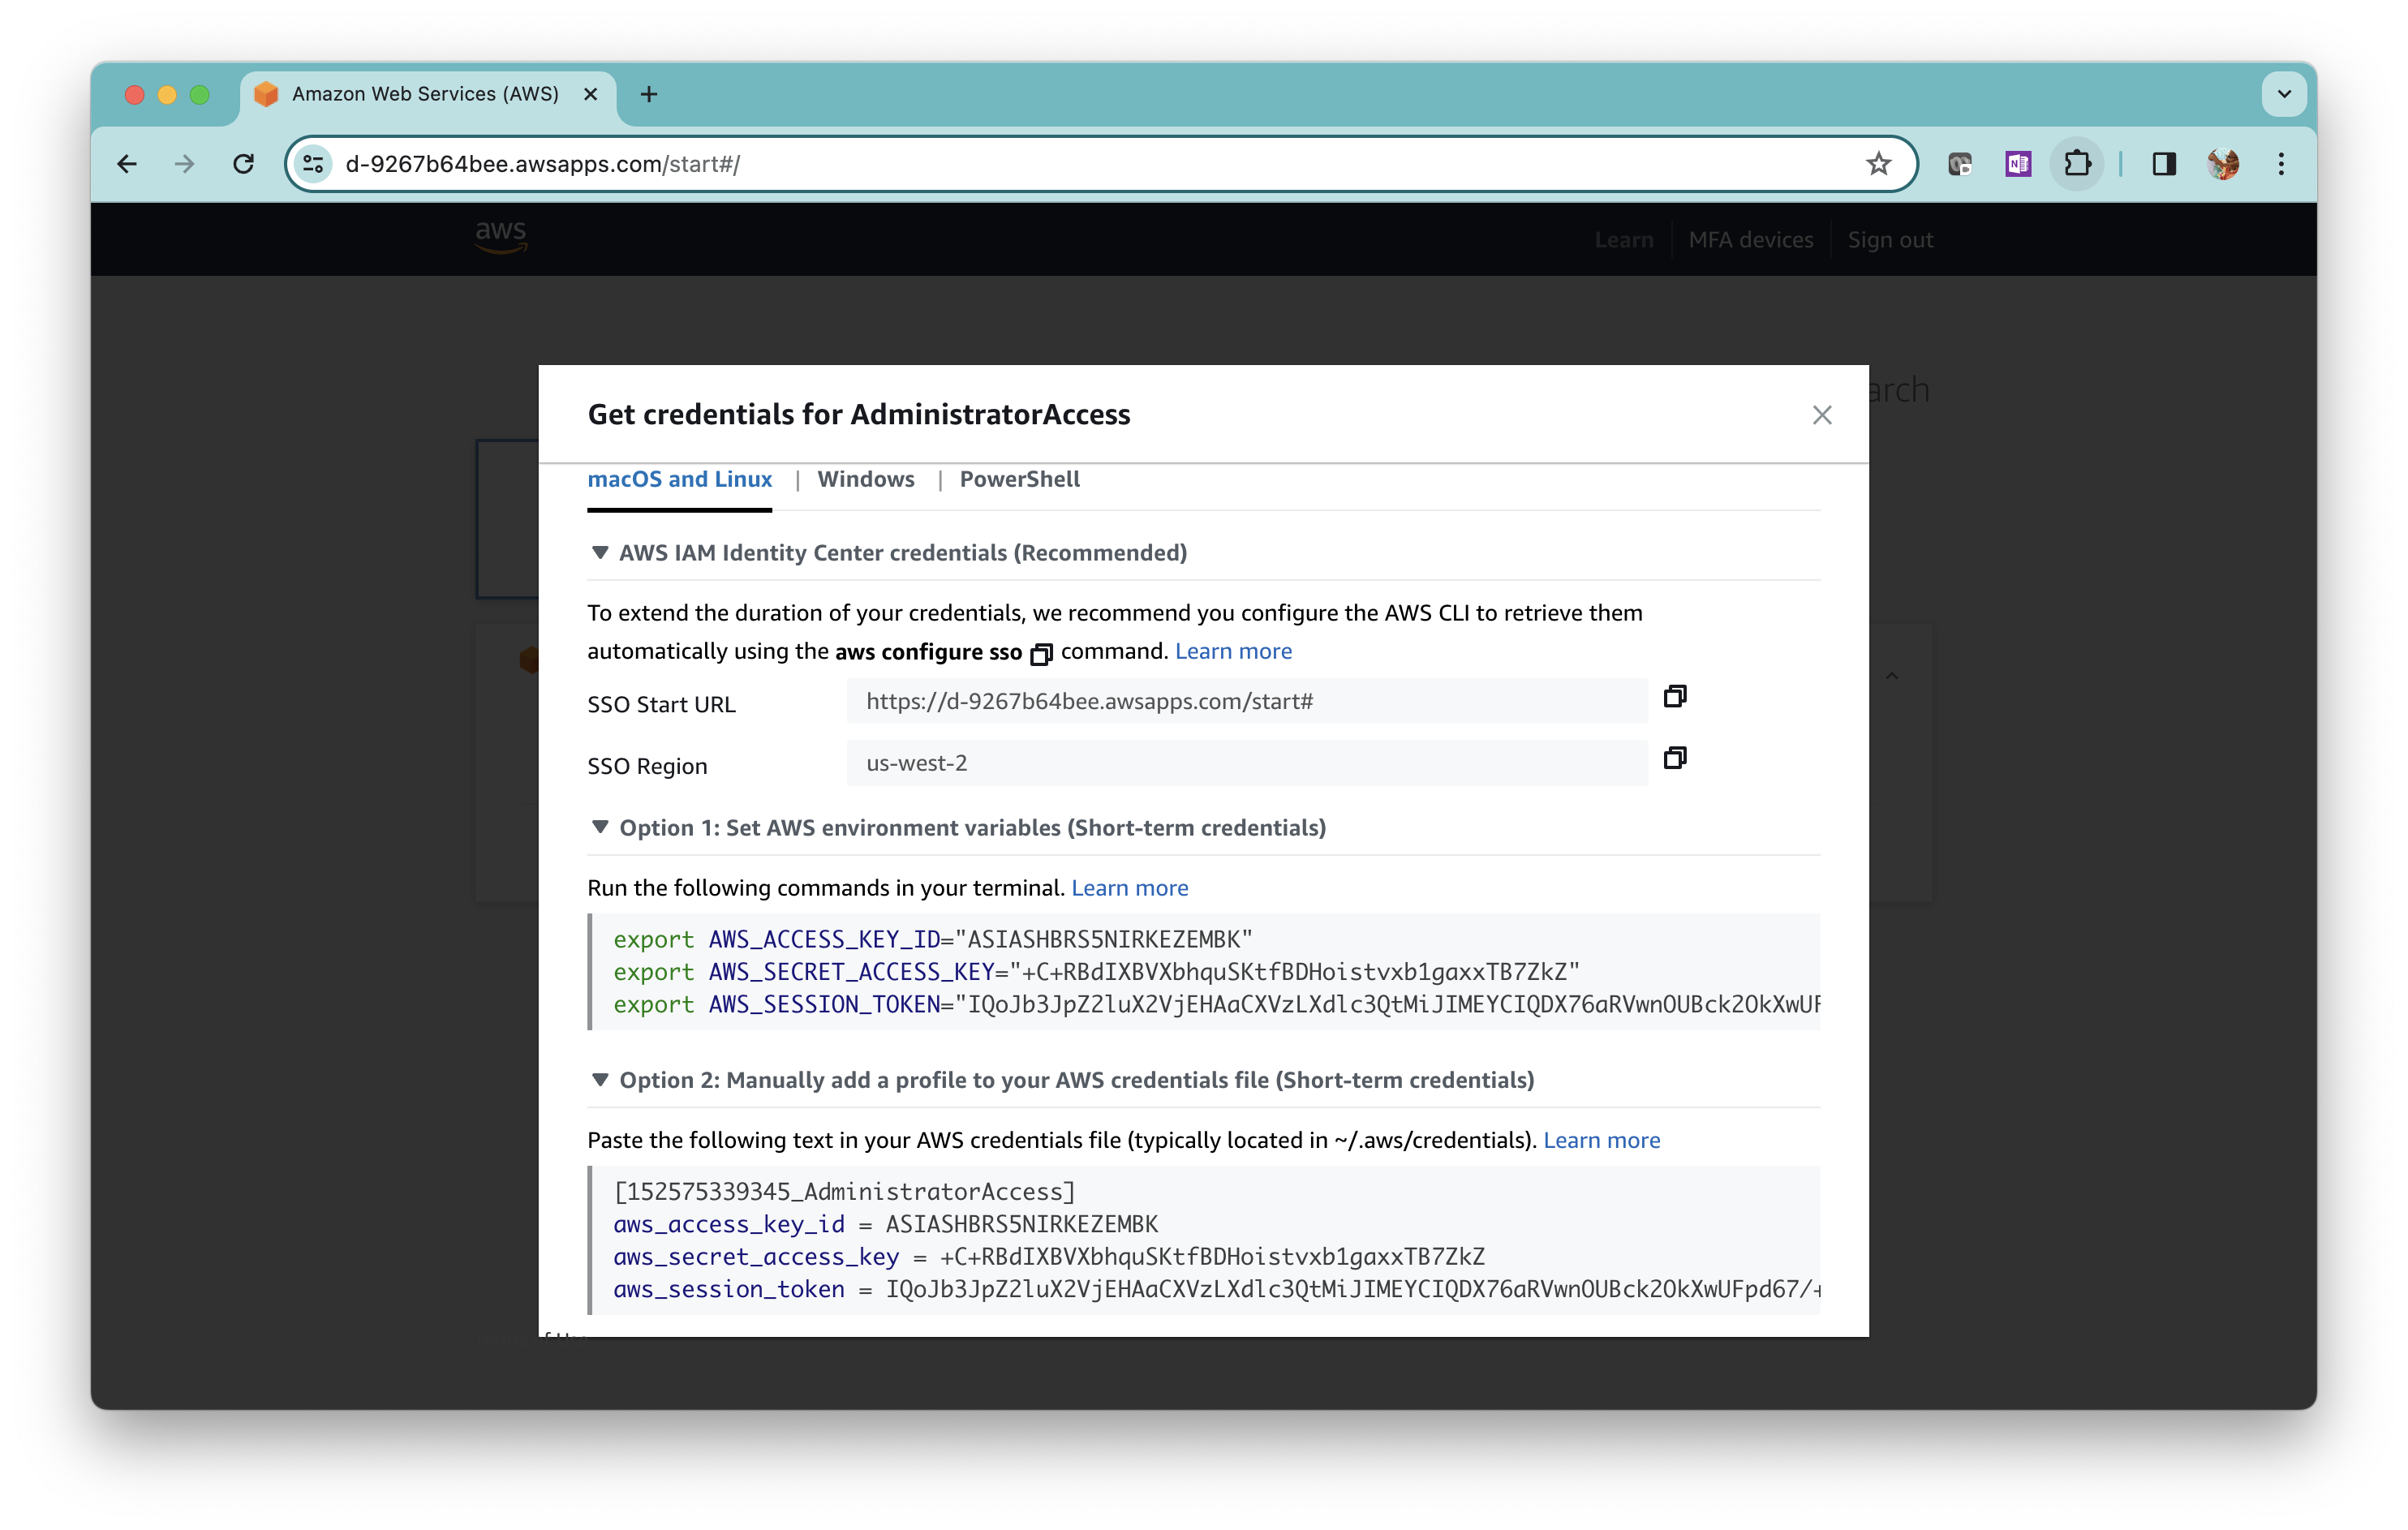 Amazon Web Services (AWS)
d-9267b64bee.awsapps.com/start#/
aws
Learn
MFA devices
Sign out
arch
Get credentials for AdministratorAccess
macOS and Linux | Windows | PowerShell
AWS IAM Identity Center credentials (Recommended)
To extend the duration of your credentials, we recommend you configure the AWS CLI to retrieve them
automatically using the aws configure sso command. Learn more
SSO Start URL
https://d-9267b64bee.awsapps.com/start#
SSO Region
us-west-2
Option 1: Set AWS environment variables (Short-term credentials)
Run the following commands in your terminal. Learn more
export AWS_ACCESS_KEY_ID="ASIASHBRS5NIRKEZEMBK"
export AWS_SECRET_ACCESS_KEY="+C+RBdIXBVXbhquSKtfBDHoistvxb1gaxxTB7ZkZ"
export AWS_SESSION_TOKEN="IQoJb3JpZ2luX2VjEHAaCXVzLXdlc3QtMiJIMEYCIQDX76aRVwnOUBck2OkXwUF
Option 2: Manually add a profile to your AWS credentials file (Short-term credentials)
Paste the following text in your AWS credentials file (typically located in ~/.aws/credentials). Learn more
[152575339345_AdministratorAccess]
aws_access_key_id = ASIASHBRS5NIRKEZEMBK
aws_secret_access_key = +C+RBdIXBVXbhquSKtfBDHoistvxb1gaxxTB7ZkZ
aws_session_token = IQoJb3JpZ2luX2VjEHAaCXVzLXdlc3QtMiJIMEYCIQDX76aRVwnOUBck2OkXwUFpd67/+